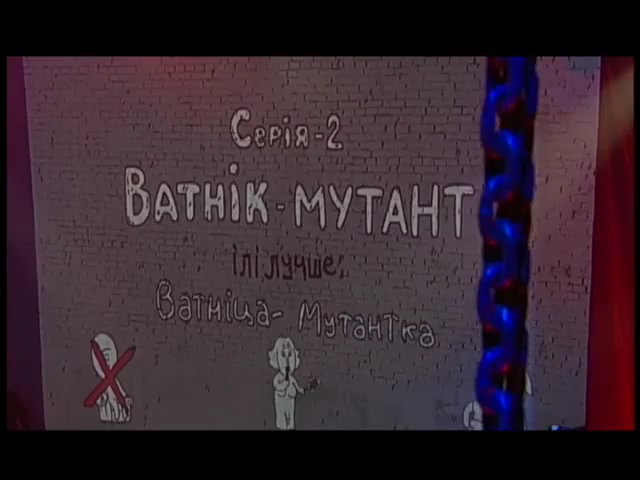 Серія-2
Ватнік-мутант
ілі лучше:
Ватніца-Мутантка